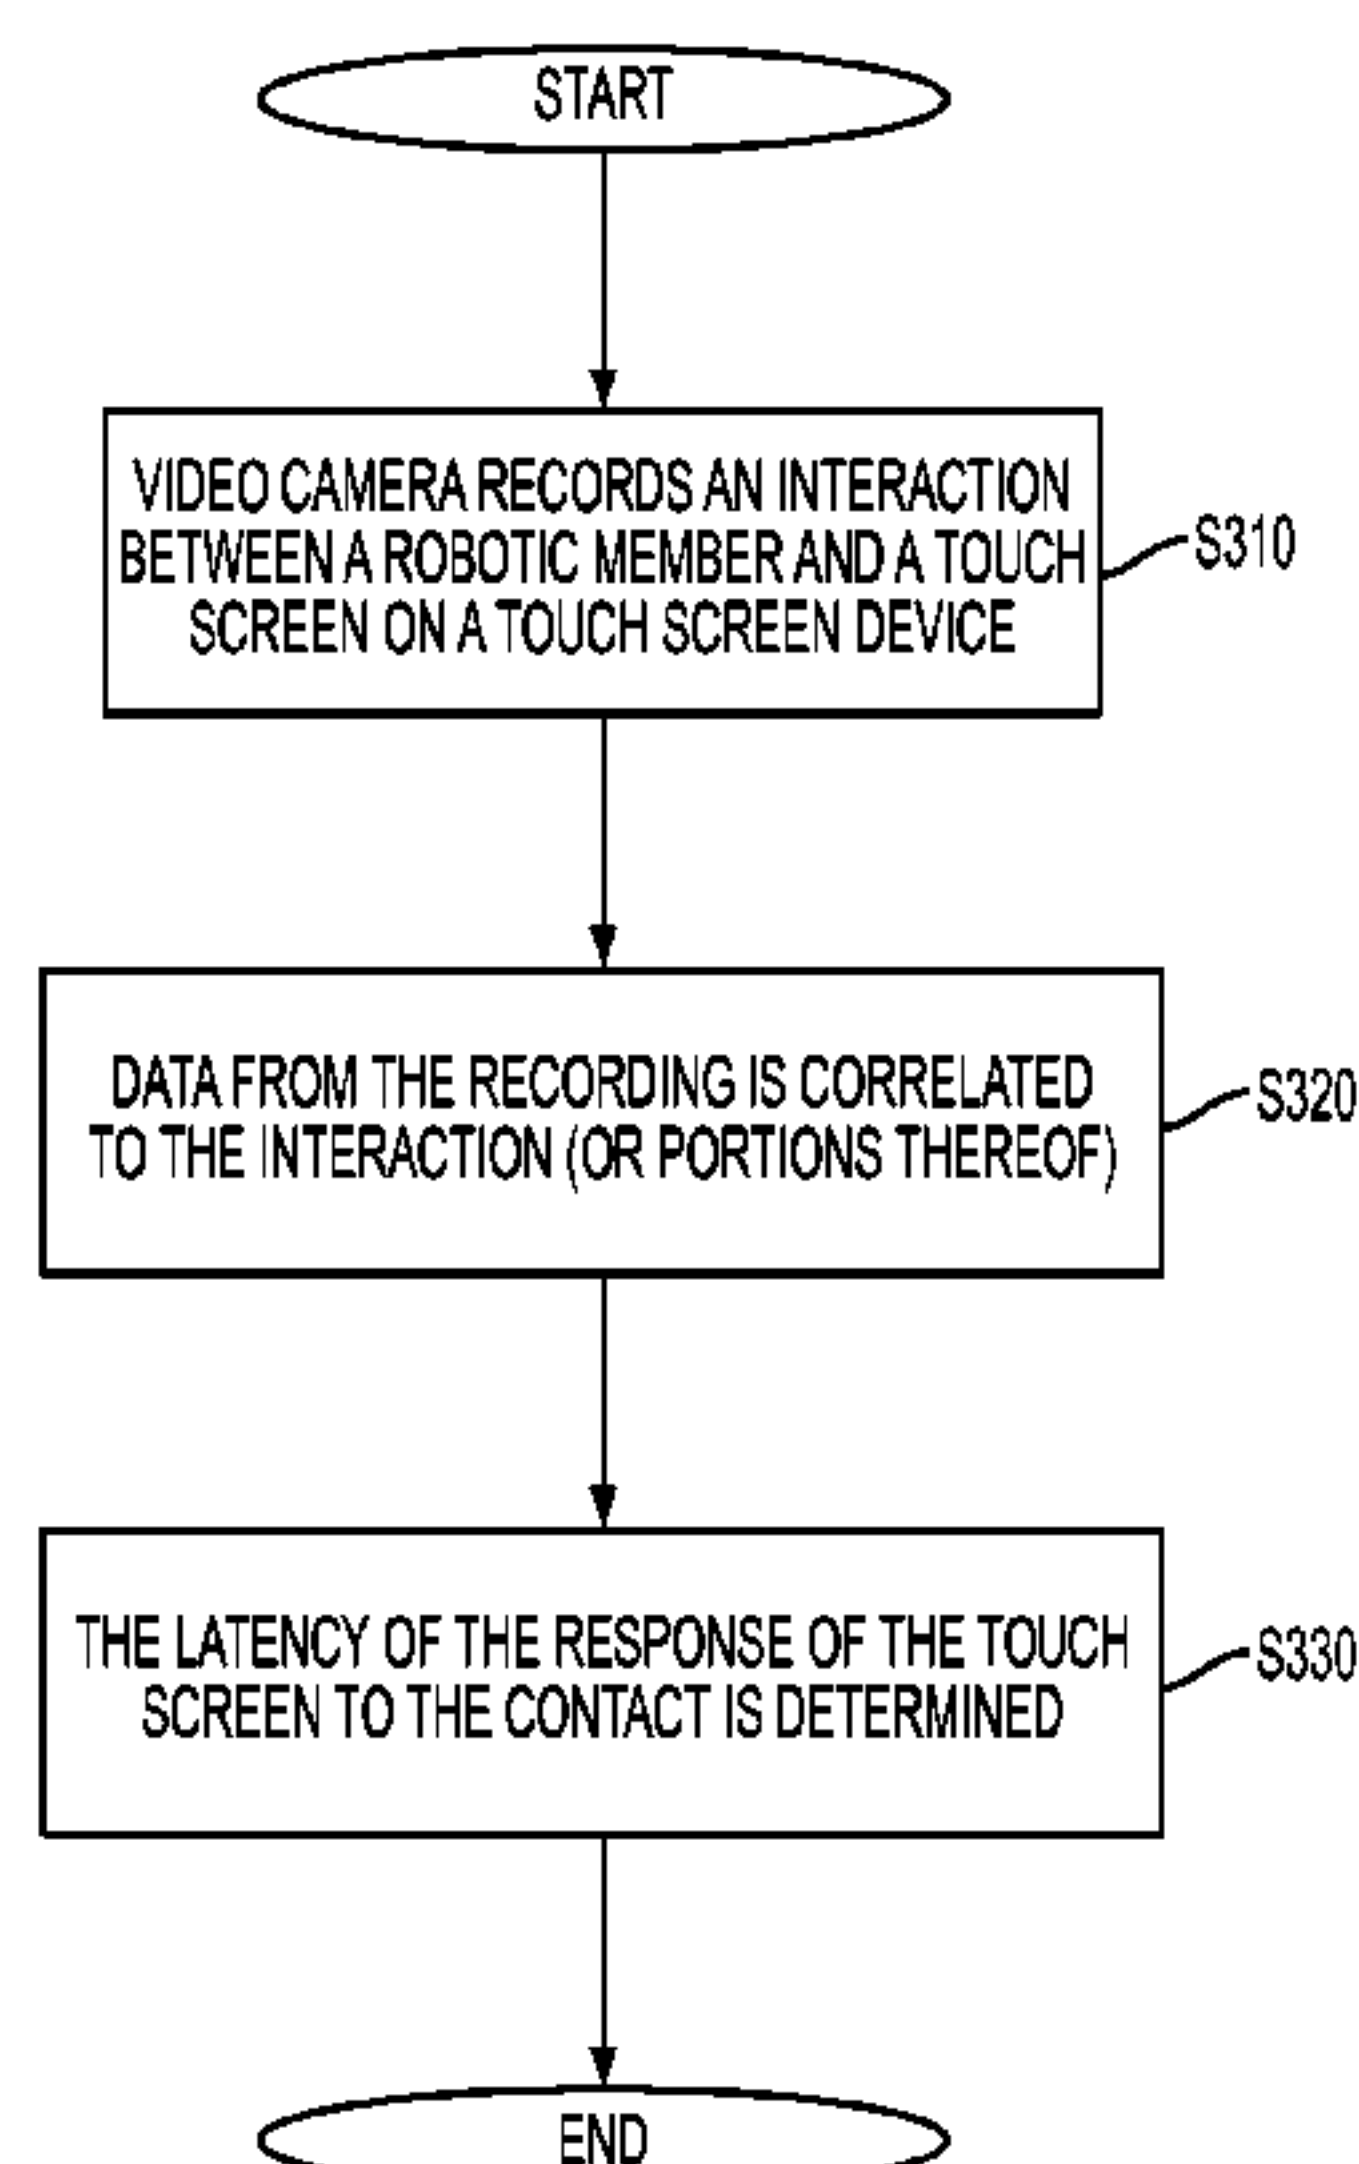 START
VIDEO CAMERA RECORDS AN INTERACTION
BETWEEN A ROBOTIC MEMBER AND A TOUCH
SCREEN ON A TOUCH SCREEN DEVICE
S310
DATA FROM THE RECORDING IS CORRELATED
TO THE INTERACTION (OR PORTIONS THEREOF)
S320
THE LATENCY OF THE RESPONSE OF THE TOUCH
SCREEN TO THE CONTACT IS DETERMINED
S330
END